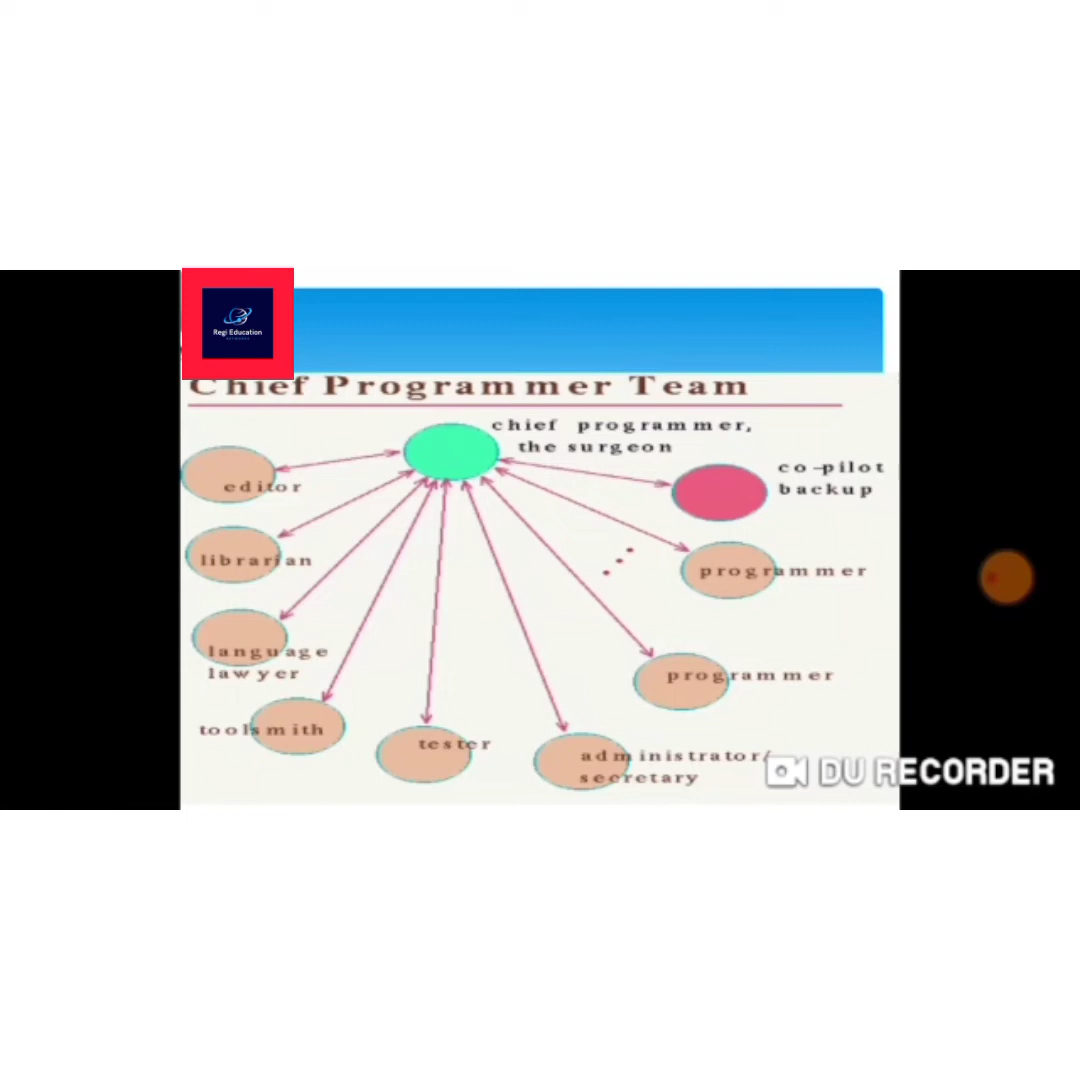 Regi Education
NETWORKS
Chief Programmer Team
chief programmer,
the surgeon
co-pilot
backup
editor
librarian
programmer
language
lawyer
programmer
toolsmith
tester
administrator/
secretary
DU RECORDER